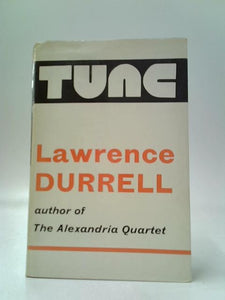 TUNC
Lawrence
DURRELL
author of
The Alexandria Quartet